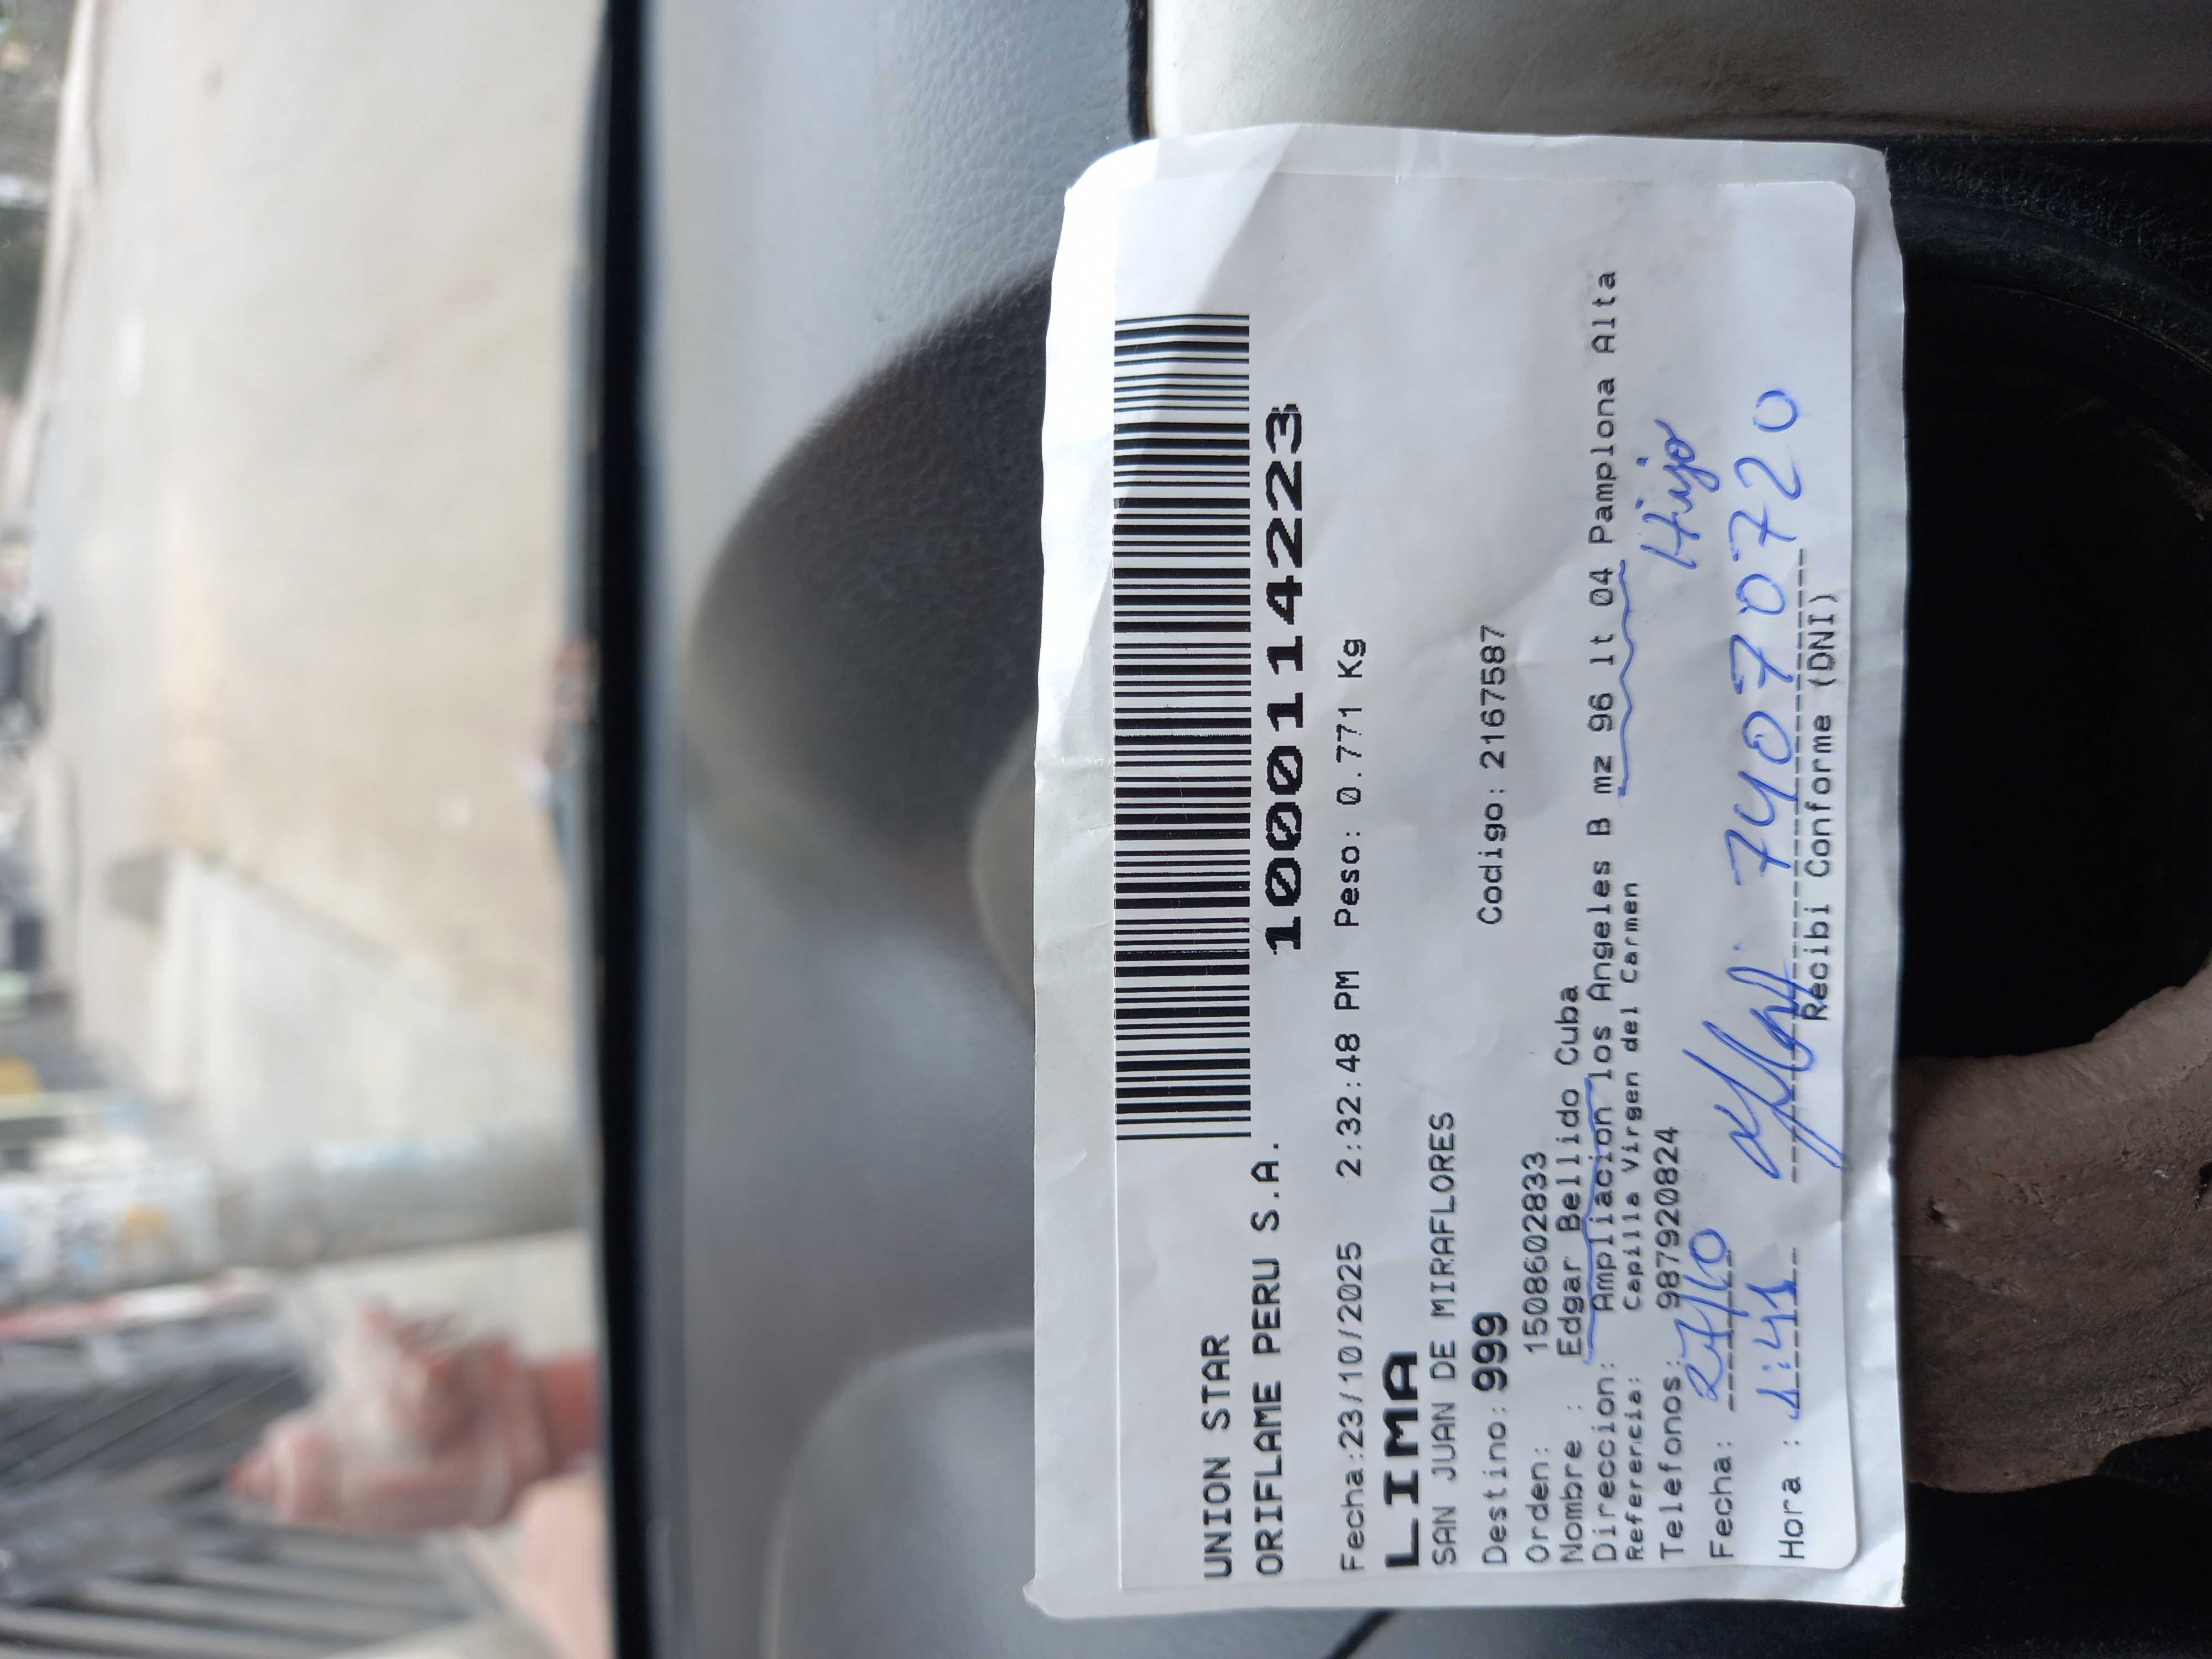 UNION STAR
ORIFLAME PERU S.A.
10001114223
Fecha:23/10/2025 2:32:48 PM Peso: 0.771 Kg
LIMA
SAN JUAN DE MIRAFLORES
Destino: 999 Codigo: 2167587
Orden: 1508602833
Nombre : Edgar Bellido Cuba
Direccion: Ampliacion los Angeles B mz 96 lt 04 Pamplona Alta
Referencia: Capilla Virgen del Carmen
Telefonos: 987920824
Hijo
Fecha: 27/10
Hora : 1:41 74070720
Recibi Conforme (DNI)